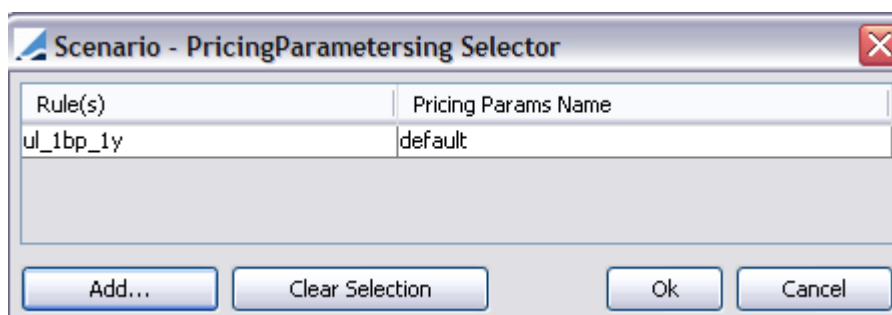 Scenario - PricingParametersing Selector
Rule(s) Pricing Params Name
ul_1bp_1y default
Add... Clear Selection Ok Cancel